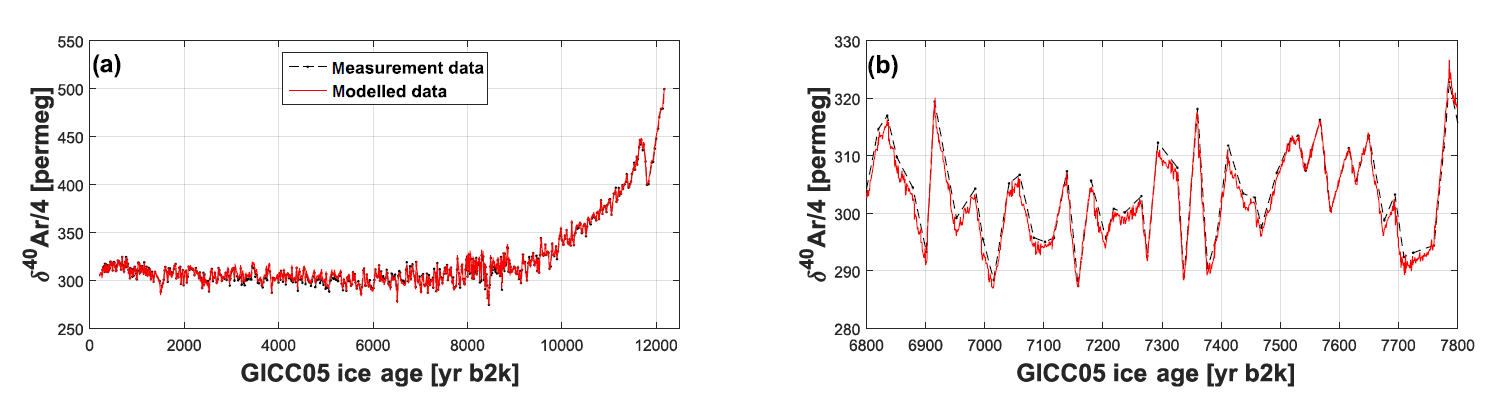 (a)
Measurement data
Modelled data
550
500
450
400
350
300
250
δ⁴⁰Ar/4 [permeg]
0 2000 4000 6000 8000 10000 12000
GICC05 ice age [yr b2k]
(b)
330
320
310
300
290
280
δ⁴⁰Ar/4 [permeg]
6800 6900 7000 7100 7200 7300 7400 7500 7600 7700 7800
GICC05 ice age [yr b2k]